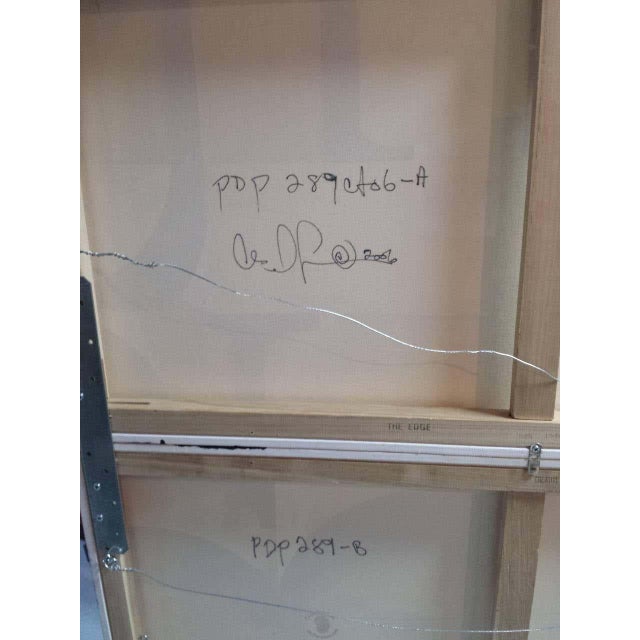 PDP 289ct06-A
© 2006
THE EDGE
PDP 289-B